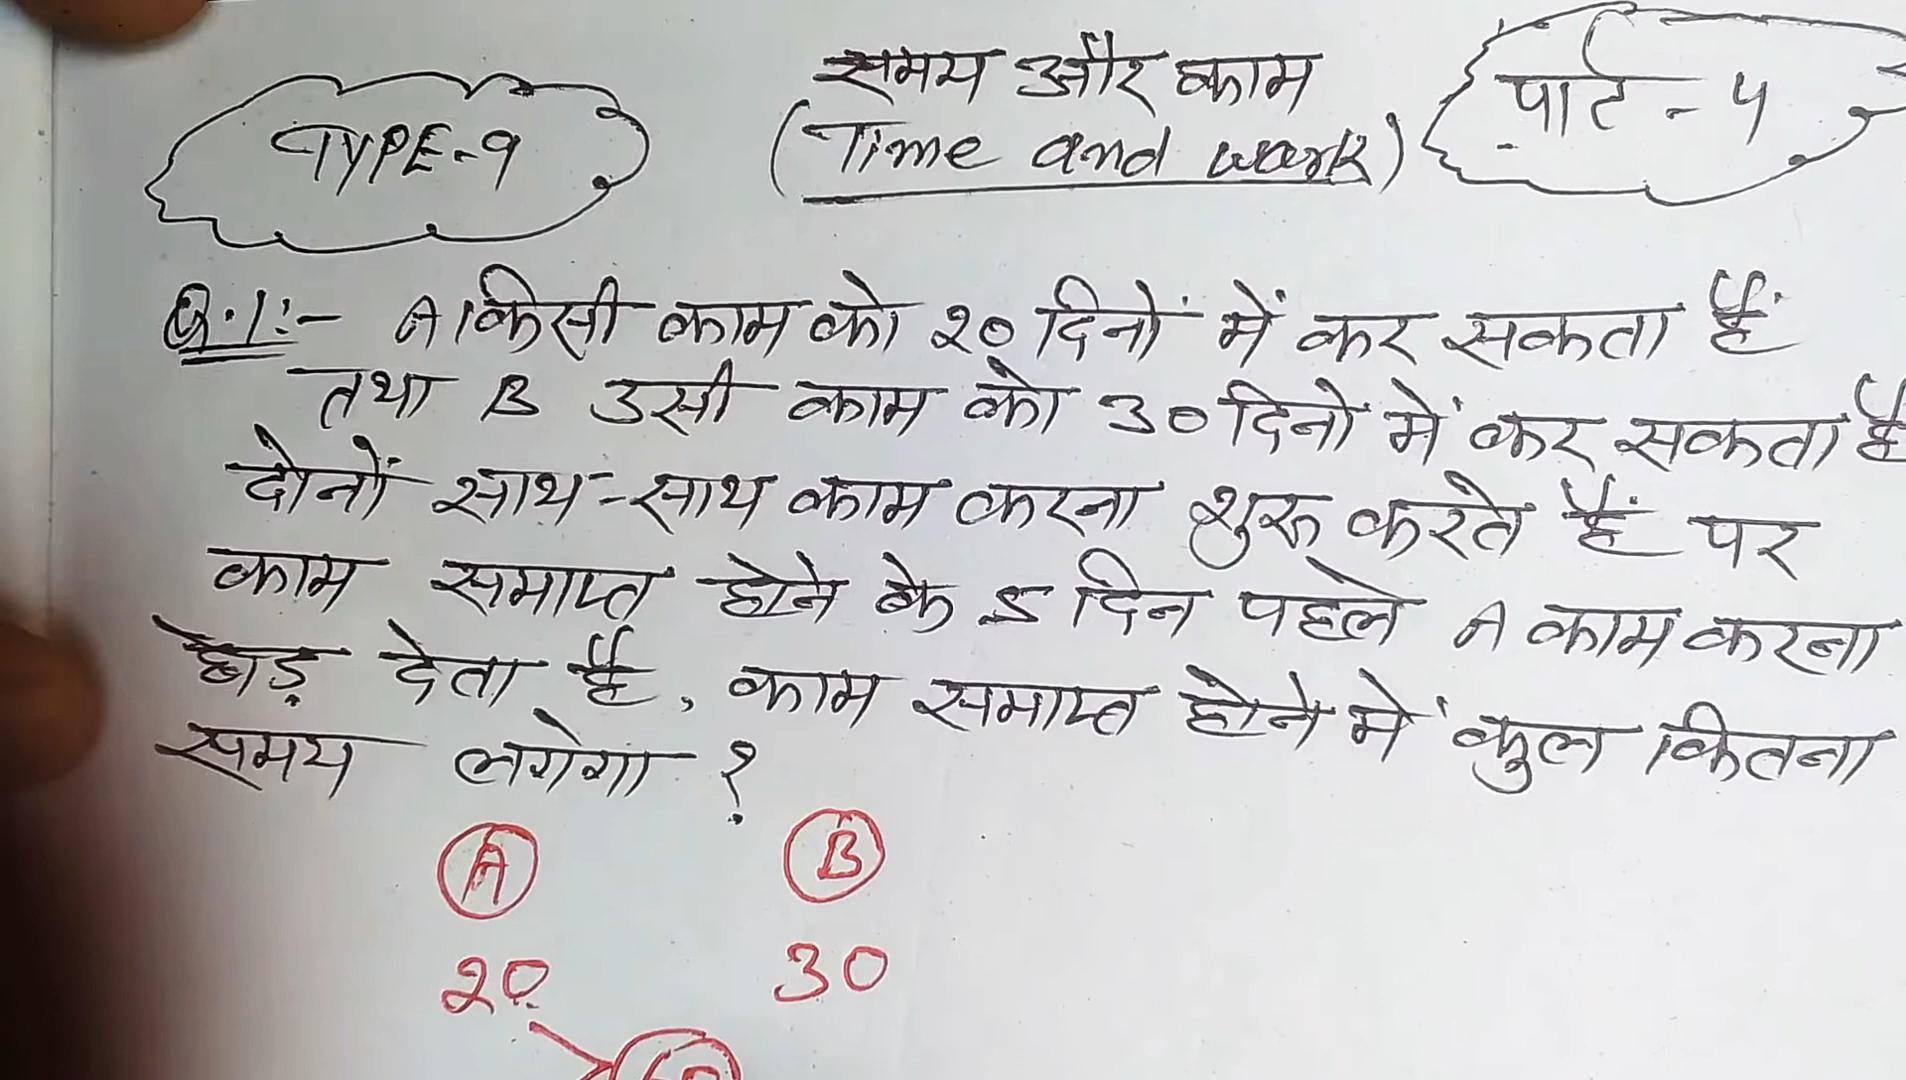 TYPE-9
समय और काम
(Time and work)
पार्ट - 4
Q.1:- A किसी काम को 20 दिनों में कर सकता हैं
तथा B उसी काम को 30 दिनों में कर सकता है
दोनों साथ-साथ काम करना शुरू करते हैं पर
काम समाप्त होने के 5 दिन पहले A काम करना
छोड़ देता है, काम समाप्त होने में कुल कितना
समय लगेगा ?
A B
20 30